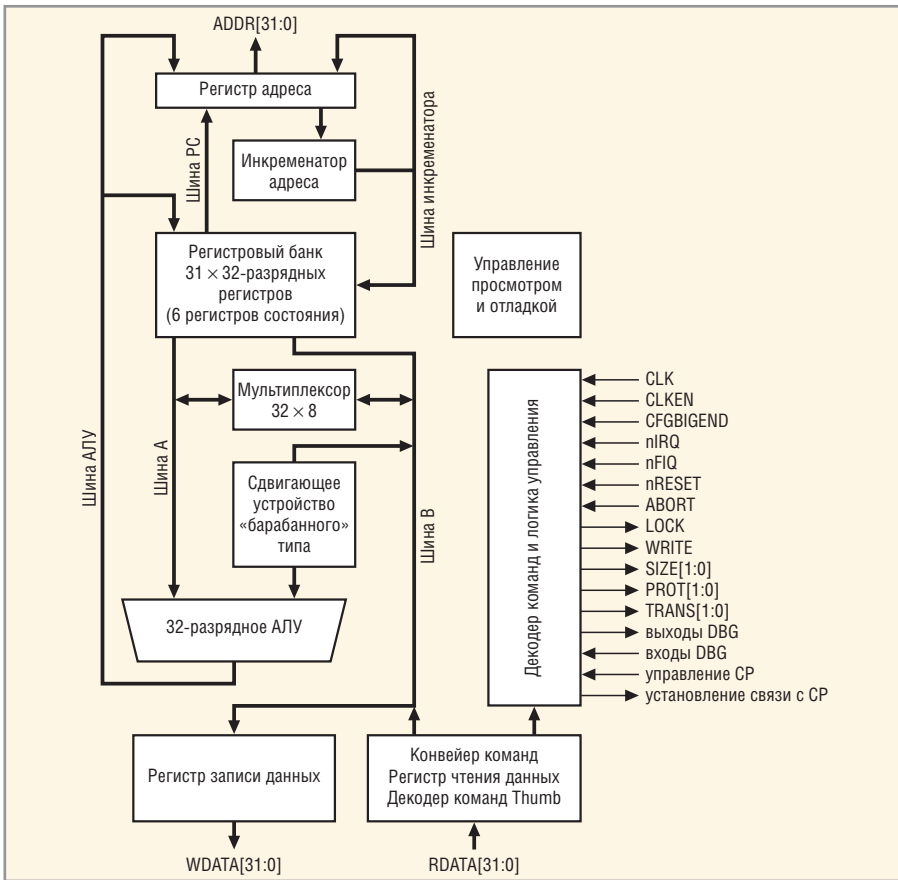 ADDR[31:0]
Регистр адреса
Шина PC
Инкременатор
адреса
Шина инкременатора
Регистровый банк
31 × 32-разрядных
регистров
(6 регистров состояния)
Управление
просмотром
и отладкой
Мультиплексор
32 × 8
Шина АЛУ
Шина А
Сдвигающее
устройство
«барабанного»
типа
Шина В
32-разрядное АЛУ
Декодер команд и логика управления
CLK
CLKEN
CFGBIGEND
nIRQ
nFIQ
nRESET
ABORT
LOCK
WRITE
SIZE[1:0]
PROT[1:0]
TRANS[1:0]
выходы DBG
входы DBG
управление CP
установление связи с CP
Регистр записи данных
Конвейер команд
Регистр чтения данных
Декодер команд Thumb
WDATA[31:0]
RDATA[31:0]